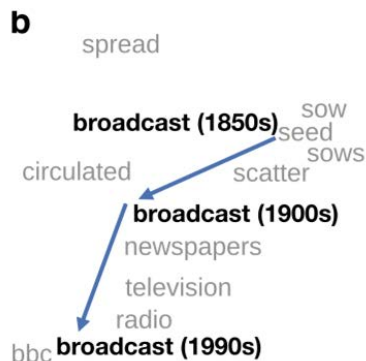 b
spread
sow
broadcast (1850s)
seed
sows
circulated
scatter
broadcast (1900s)
newspapers
television
radio
bbc
broadcast (1990s)